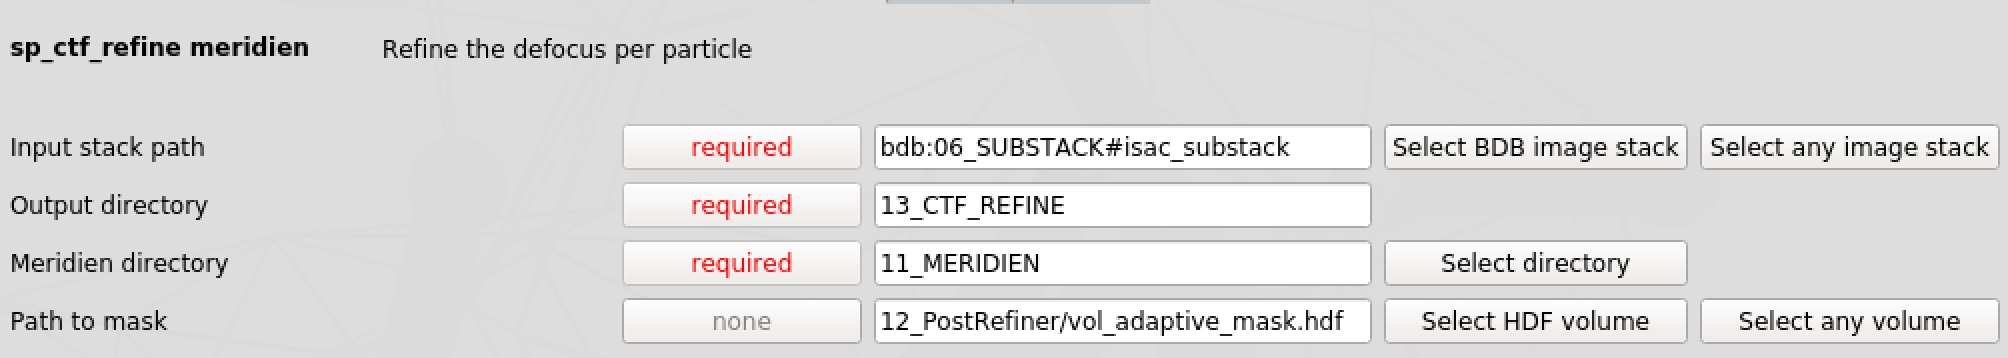 sp_ctf_refine meridien Refine the defocus per particle
Input stack path required bdb:06_SUBSTACK#isac_substack Select BDB image stack Select any image stack
Output directory required 13_CTF_REFINE
Meridien directory required 11_MERIDIEN Select directory
Path to mask none 12_PostRefiner/vol_adaptive_mask.hdf Select HDF volume Select any volume